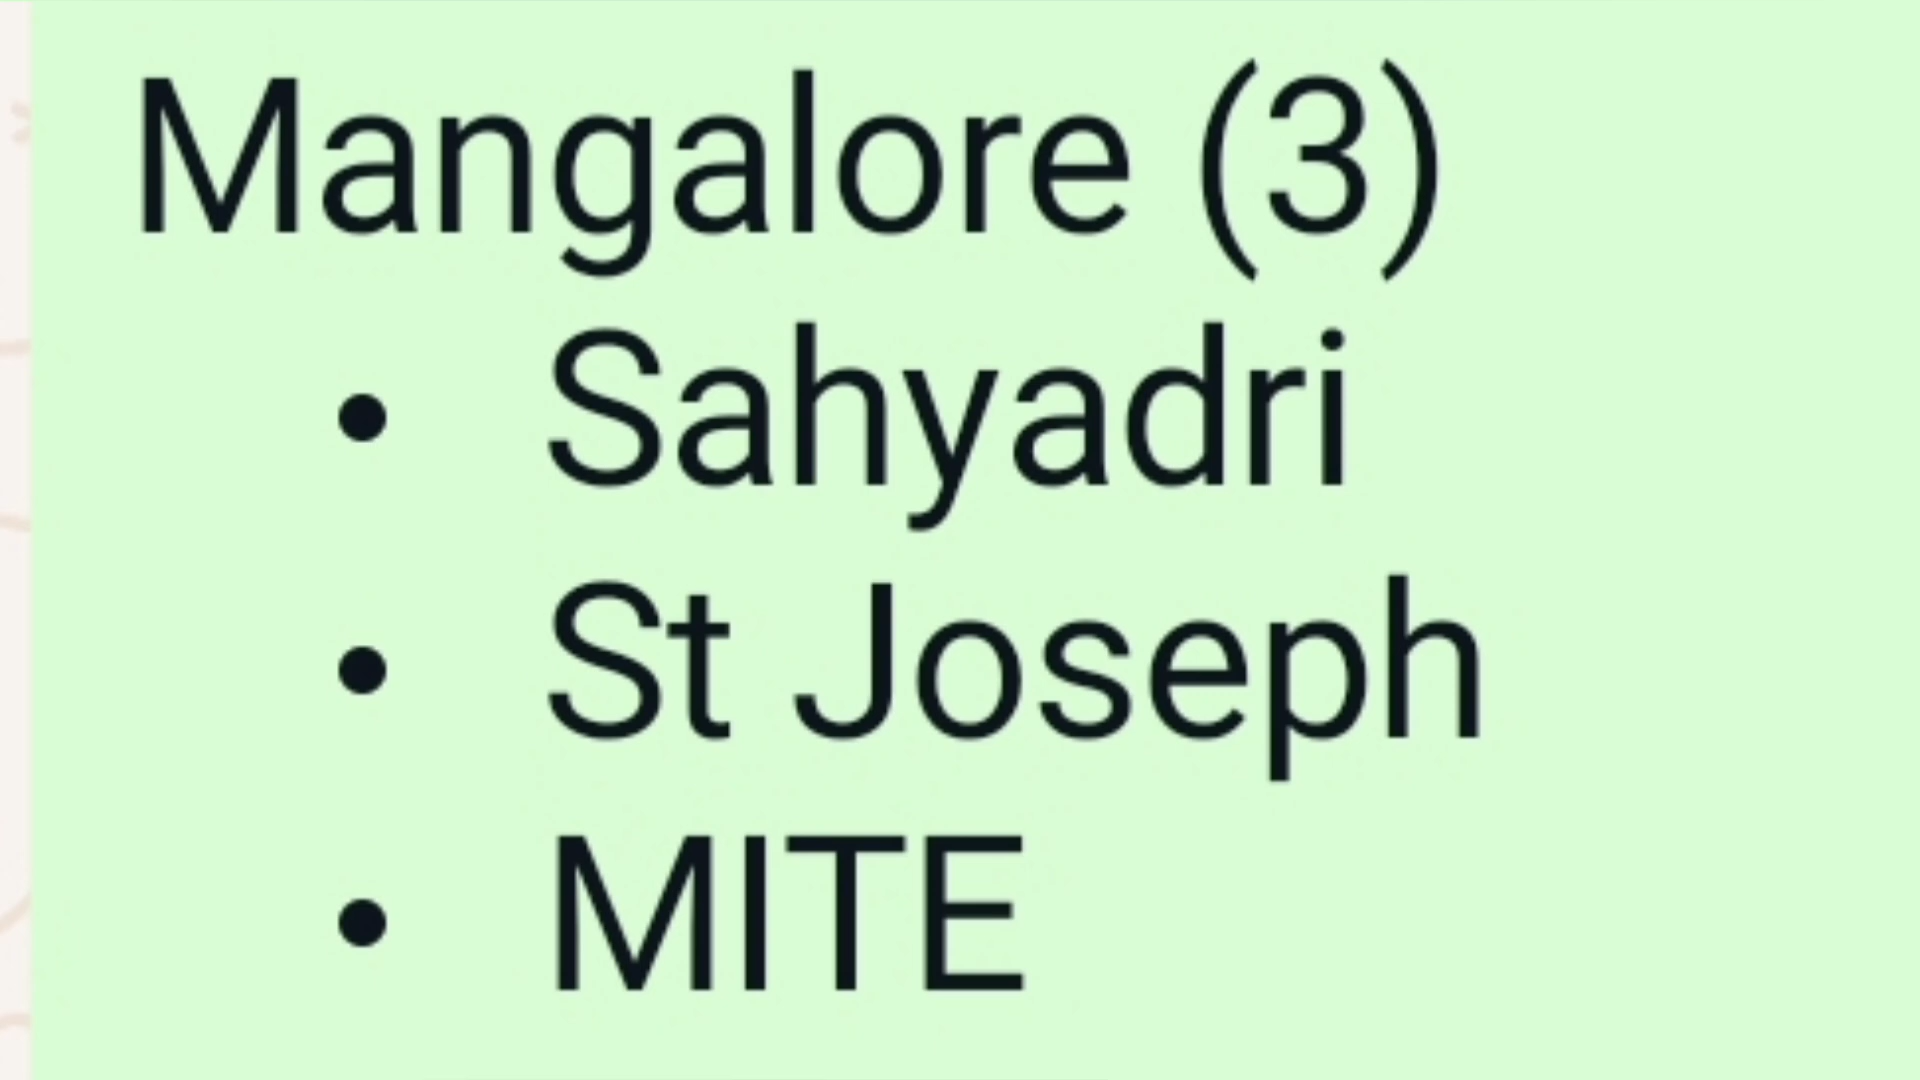 Mangalore (3)
• Sahyadri
• St Joseph
• MITE